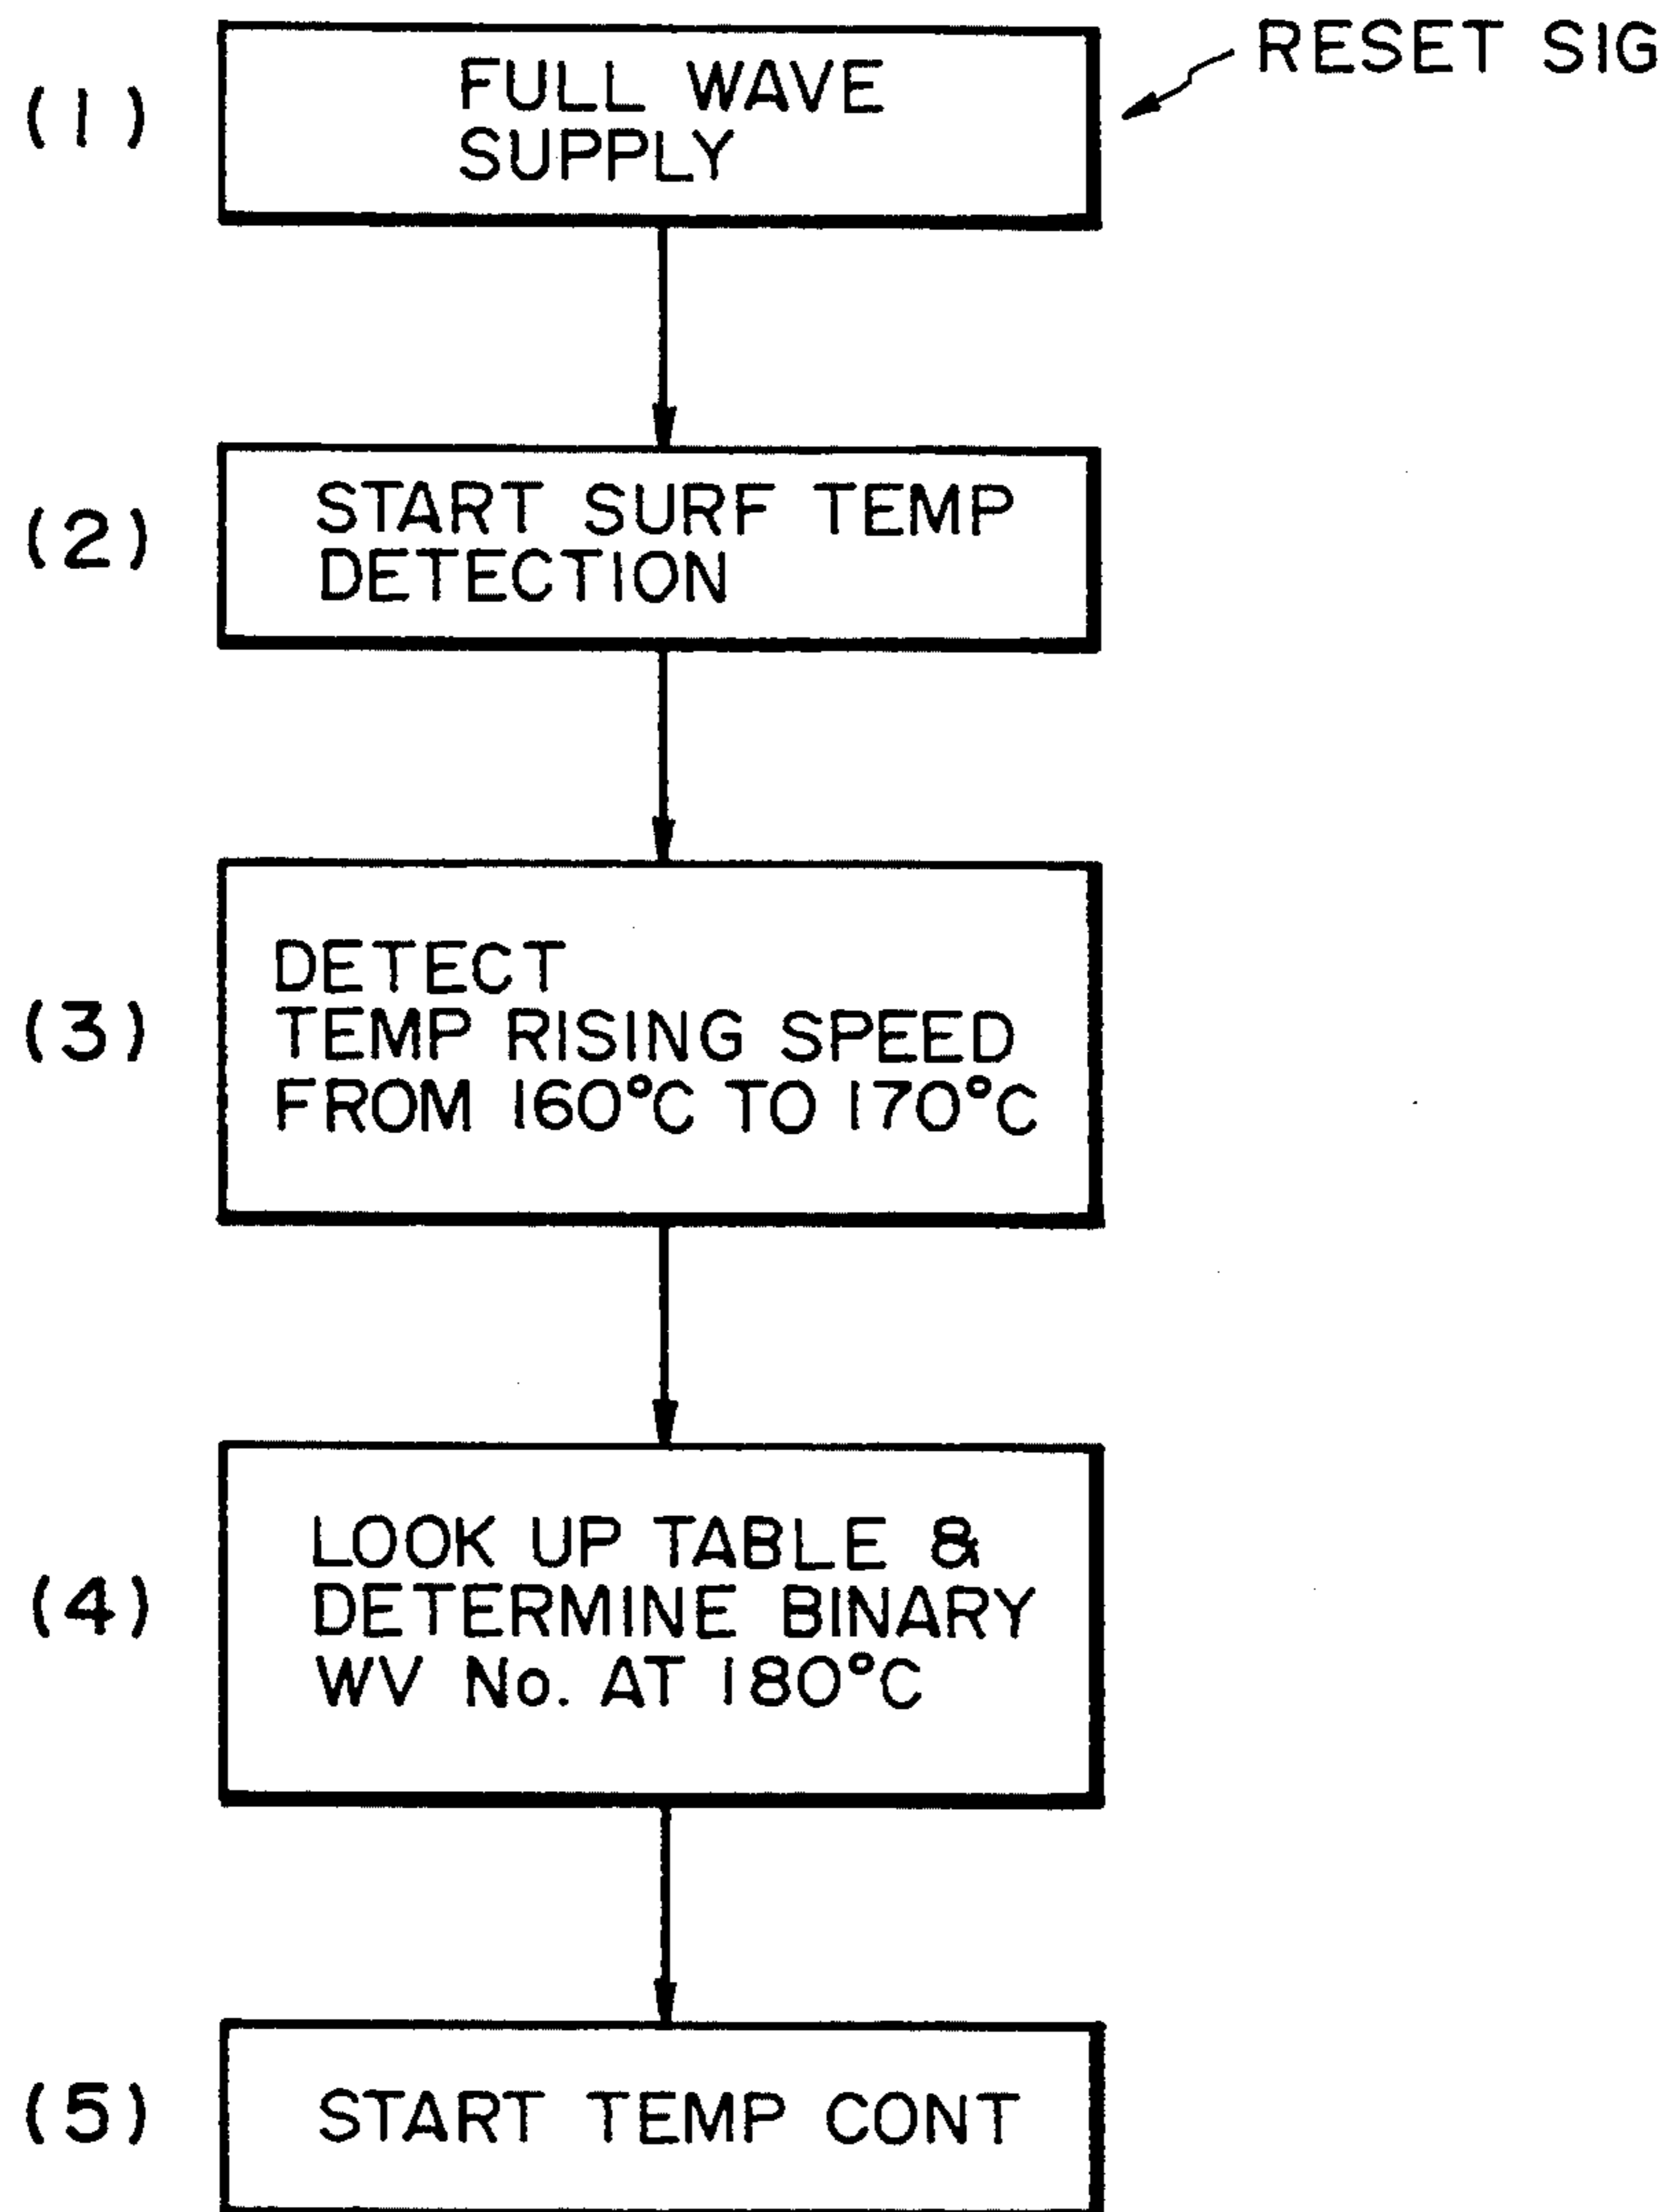 RESET SIG
(1)
FULL WAVE
SUPPLY
(2)
START SURF TEMP
DETECTION
(3)
DETECT
TEMP RISING SPEED
FROM 160°C TO 170°C
(4)
LOOK UP TABLE &
DETERMINE BINARY
WV No. AT 180°C
(5)
START TEMP CONT